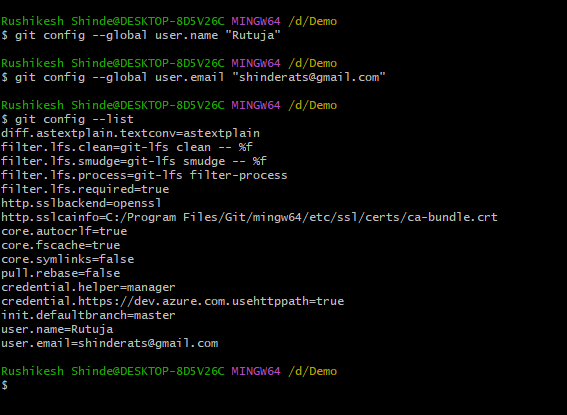 Rushikesh Shinde@DESKTOP-8D5V26C MINGW64 /d/Demo
$ git config --global user.name "Rutuja"
Rushikesh Shinde@DESKTOP-8D5V26C MINGW64 /d/Demo
$ git config --global user.email "shinderats@gmail.com"
Rushikesh Shinde@DESKTOP-8D5V26C MINGW64 /d/Demo
$ git config --list
diff.astextplain.textconv=astextplain
filter.lfs.clean=git-lfs clean -- %f
filter.lfs.smudge=git-lfs smudge -- %f
filter.lfs.process=git-lfs filter-process
filter.lfs.required=true
http.sslbackend=openssl
http.sslcainfo=C:/Program Files/Git/mingw64/etc/ssl/certs/ca-bundle.crt
core.autocrlf=true
core.fscache=true
core.symlinks=false
pull.rebase=false
credential.helper=manager
credential.https://dev.azure.com.usehttppath=true
init.defaultbranch=master
user.name=Rutuja
user.email=shinderats@gmail.com
Rushikesh Shinde@DESKTOP-8D5V26C MINGW64 /d/Demo
$